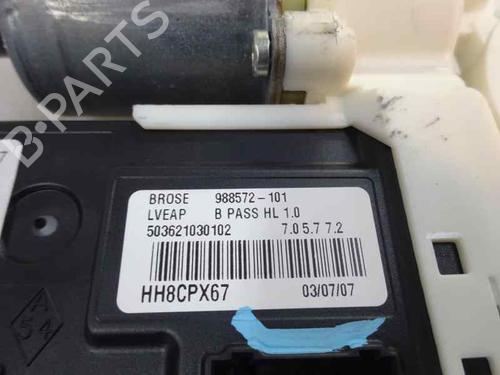 B-PARTS
BROSE 988572-101
LVEAP B PASS HL 1.0
503621030102 7.0 5.7 7.2
HH8CPX67 03/07/07
A
54